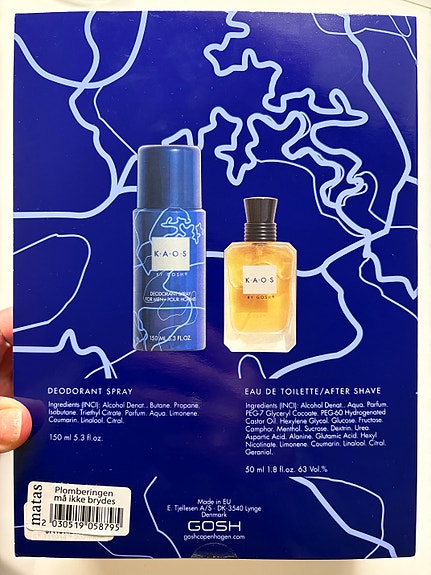 K·A·O·S
BY GOSH
DEODORANT SPRAY
FOR MEN • POUR HOMME
150 ml 5.3 FL.OZ.
K·A·O·S
BY GOSH
DEODORANT SPRAY
Ingredients (INCI): Alcohol Denat., Butane, Propane,
Isobutane, Triethyl Citrate, Parfum, Aqua, Limonene,
Coumarin, Linalool, Citral.
150 ml 5.3 fl.oz.
EAU DE TOILETTE/AFTER SHAVE
Ingredients (INCI): Alcohol Denat., Aqua, Parfum,
PEG-7 Glyceryl Cocoate, PEG-60 Hydrogenated
Castor Oil, Hexylene Glycol, Glucose, Fructose,
Camphor, Menthol, Sucrose, Dextrin, Urea,
Aspartic Acid, Alanine, Glutamic Acid, Hexyl
Nicotinate, Limonene, Coumarin, Linalool, Citral,
Geraniol.
50 ml 1.8 fl.oz. 63 Vol.%
matas
Plomberingen
må ikke brydes
2 030519 058795
Made in EU
E. Tjellesen A/S · DK-3540 Lynge
Denmark
GOSH
goshcopenhagen.com